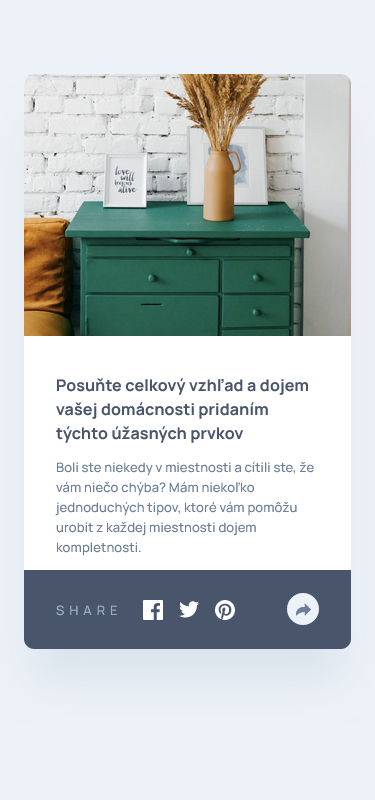 love
will
keep us
alive
Posuňte celkový vzhľad a dojem
vašej domácnosti pridaním
týchto úžasných prvkov
Boli ste niekedy v miestnosti a cítili ste, že
vám niečo chýba? Mám niekoľko
jednoduchých tipov, ktoré vám pomôžu
urobiť z každej miestnosti dojem
kompletnosti.
SHARE